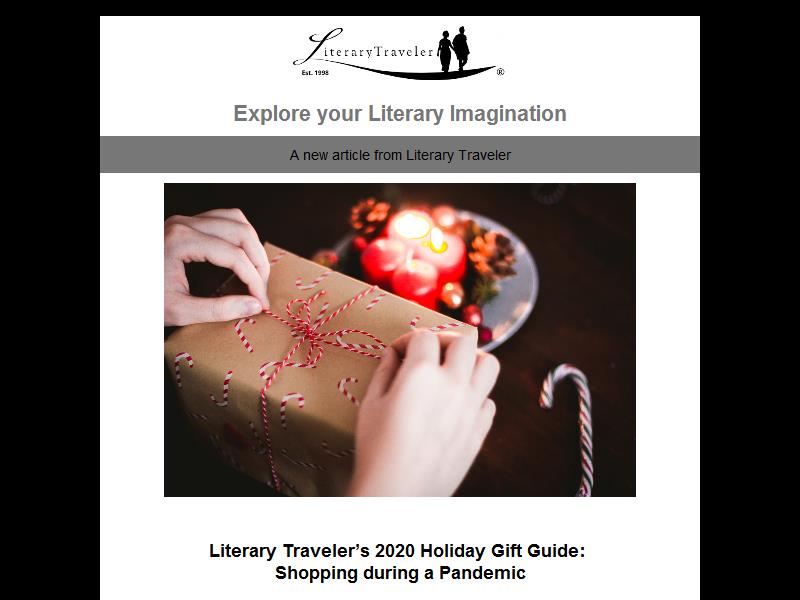 LiteraryTraveler
Est. 1998
®
Explore your Literary Imagination
A new article from Literary Traveler
Literary Traveler’s 2020 Holiday Gift Guide:
Shopping during a Pandemic